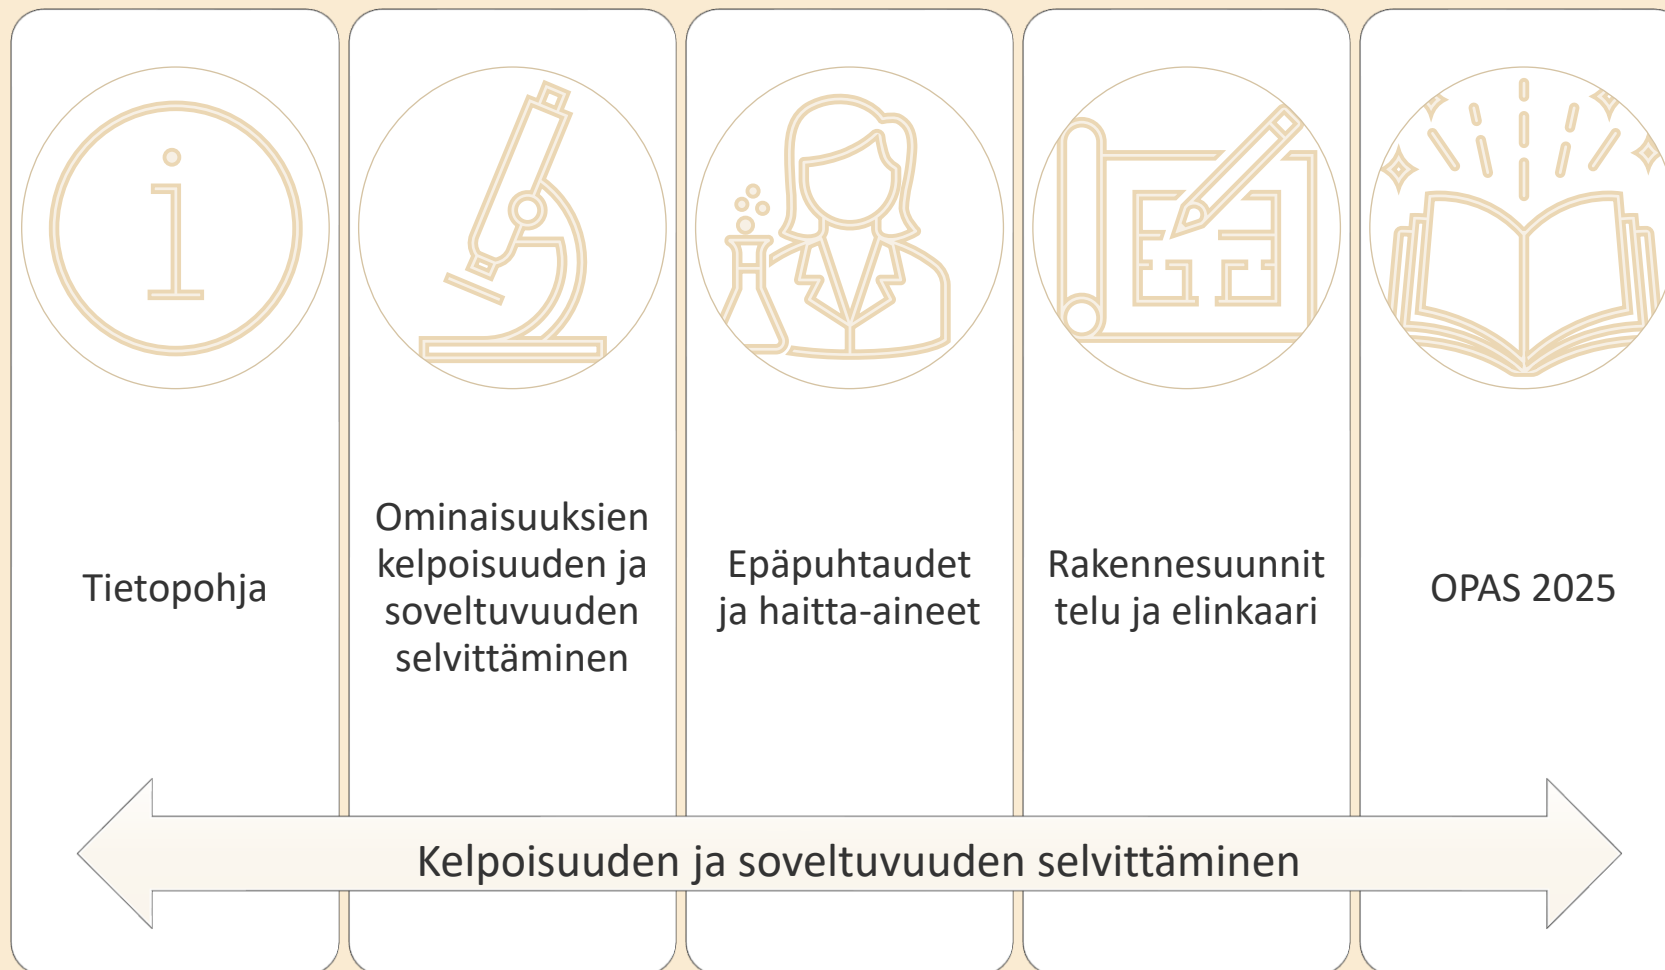 Tietopohja
Ominaisuuksien
kelpoisuuden ja
soveltuvuuden
selvittäminen
Epäpuhtaudet
ja haitta-aineet
Rakennesuunnit
telu ja elinkaari
OPAS 2025
Kelpoisuuden ja soveltuvuuden selvittäminen